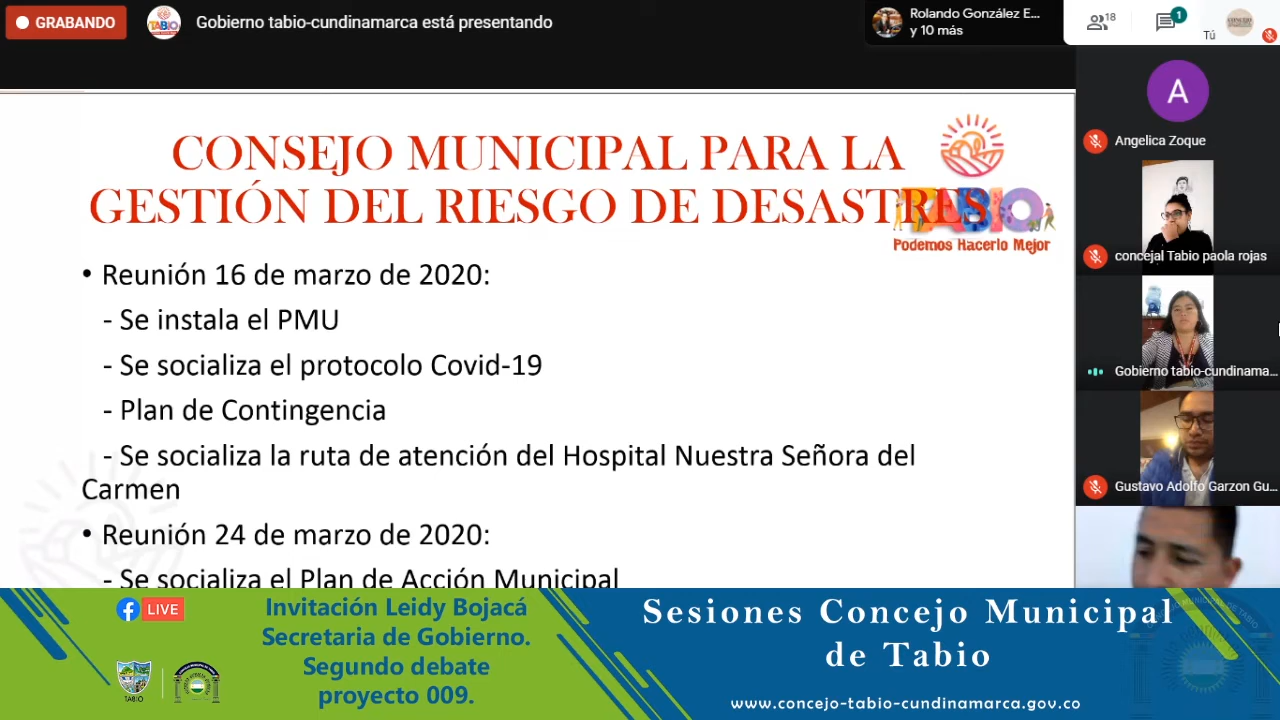 GRABANDO
TABIO
Gobierno tabio-cundinamarca está presentando
Rolando González E...
y 10 más
18
1
Tú
A
Angelica Zoque
concejal Tabio paola rojas
Gobierno tabio-cundinama...
Gustavo Adolfo Garzon Gu...
CONSEJO MUNICIPAL PARA LA
GESTIÓN DEL RIESGO DE DESASTRES
TABIO
Podemos Hacerlo Mejor
• Reunión 16 de marzo de 2020:
- Se instala el PMU
- Se socializa el protocolo Covid-19
- Plan de Contingencia
- Se socializa la ruta de atención del Hospital Nuestra Señora del
Carmen
• Reunión 24 de marzo de 2020:
- Se socializa el Plan de Acción Municipal
LIVE
TABIO
Invitación Leidy Bojacá
Secretaria de Gobierno.
Segundo debate
proyecto 009.
Sesiones Concejo Municipal
de Tabio
www.concejo-tabio-cundinamarca.gov.co